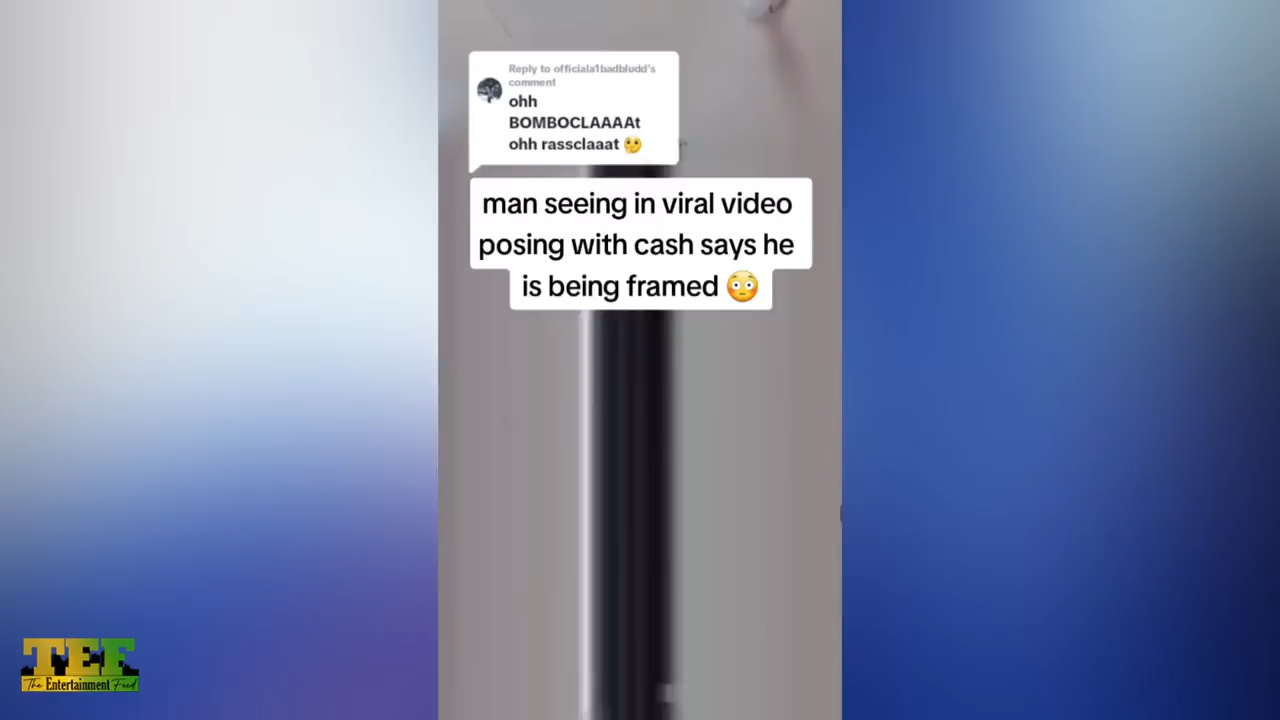 Reply to officiala1badbludd's
comment
ohh
BOMBOCLAAAAt
ohh rassclaaat 🤔
man seeing in viral video
posing with cash says he
is being framed 😳
TEF
The Entertainment Feed